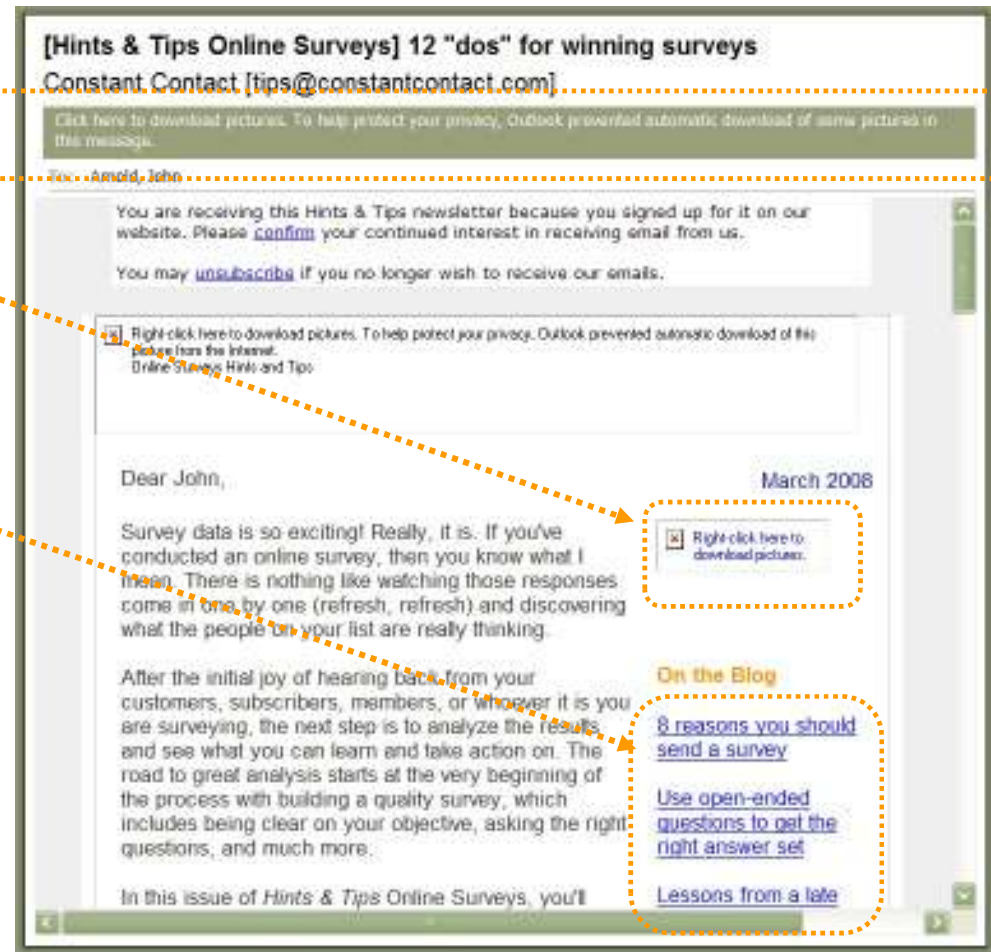 [Hints & Tips Online Surveys] 12 "dos" for winning surveys
Constant Contact [tips@constantcontact.com]
Click here to download pictures. To help protect your privacy, Outlook prevented automatic download of some pictures in
this message.
To: Arnold, John
You are receiving this Hints & Tips newsletter because you signed up for it on our
website. Please confirm your continued interest in receiving email from us.
You may unsubscribe if you no longer wish to receive our emails.
Right-click here to download pictures. To help protect your privacy, Outlook prevented automatic download of this
picture from the Internet.
Online Surveys Hints and Tips
Dear John,
Survey data is so exciting! Really, it is. If you've
conducted an online survey, then you know what I
mean. There is nothing like watching those responses
come in one by one (refresh, refresh) and discovering
what the people on your list are really thinking.
After the initial joy of hearing back from your
customers, subscribers, members, or whoever it is you
are surveying, the next step is to analyze the results
and see what you can learn and take action on. The
road to great analysis starts at the very beginning of
the process with building a quality survey, which
includes being clear on your objective, asking the right
questions, and much more.
In this issue of Hints & Tips Online Surveys, you'll
March 2008
Right-click here to
download pictures.
On the Blog
8 reasons you should
send a survey
Use open-ended
questions to get the
right answer set
Lessons from a late